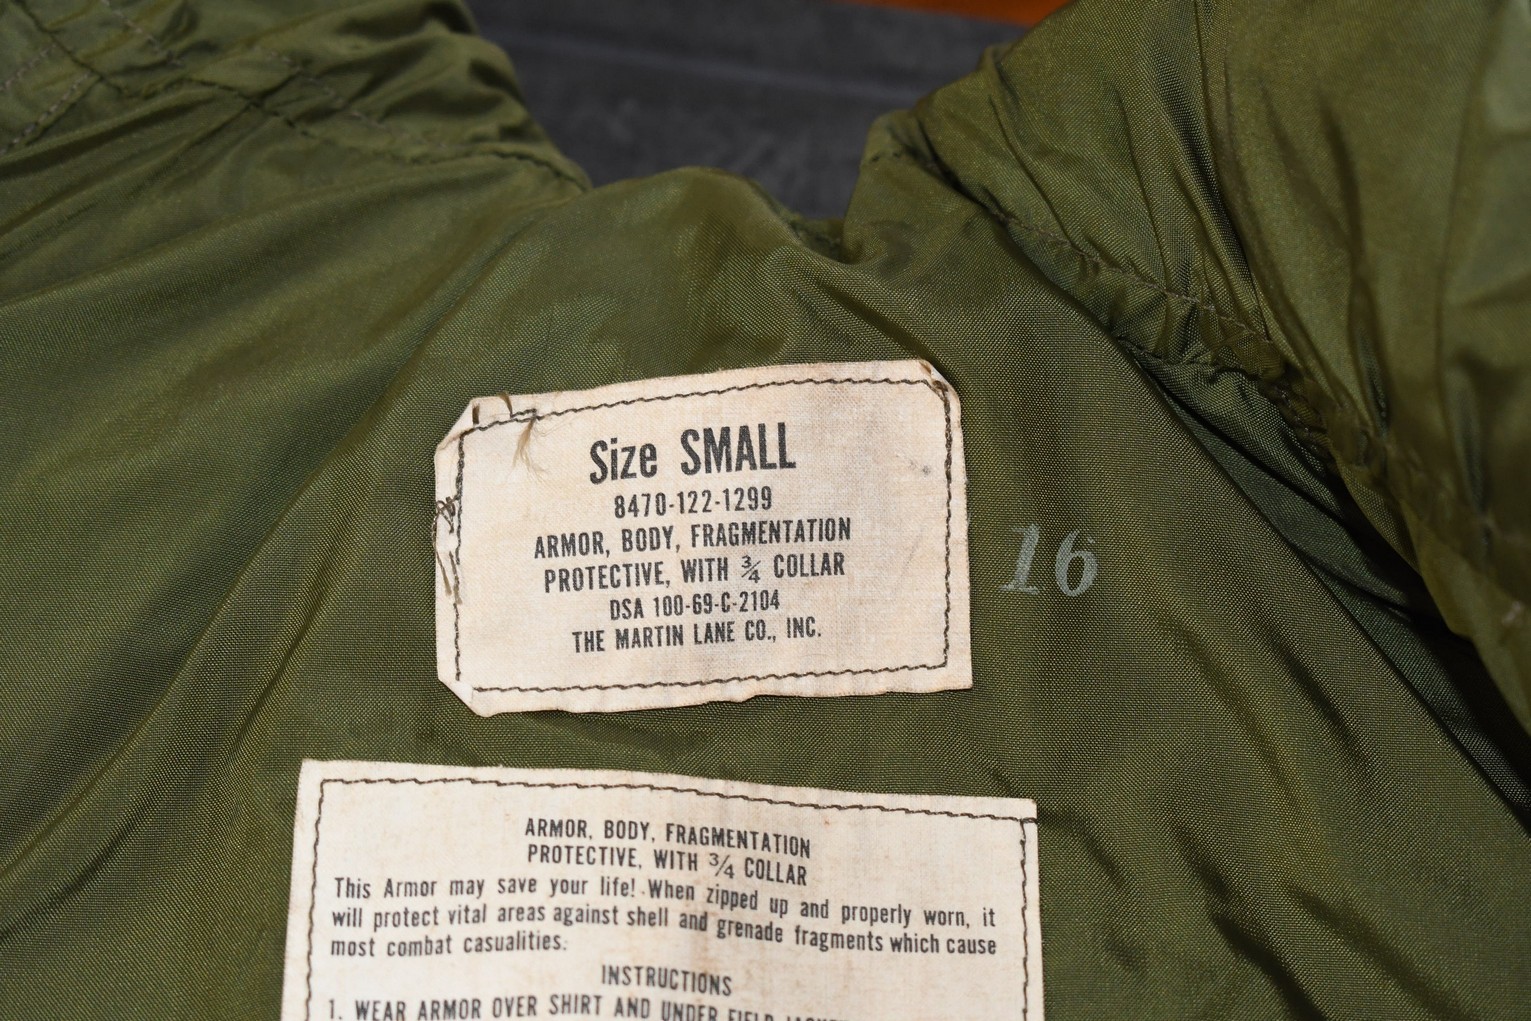 Size SMALL
8470-122-1299
ARMOR, BODY, FRAGMENTATION
PROTECTIVE, WITH ¾ COLLAR
DSA 100-69-C-2104
THE MARTIN LANE CO., INC.
16
ARMOR, BODY, FRAGMENTATION
PROTECTIVE, WITH ¾ COLLAR
This Armor may save your life! When zipped up and properly worn, it
will protect vital areas against shell and grenade fragments which cause
most combat casualities.
INSTRUCTIONS
1. WEAR ARMOR OVER SHIRT AND UNDER FIELD